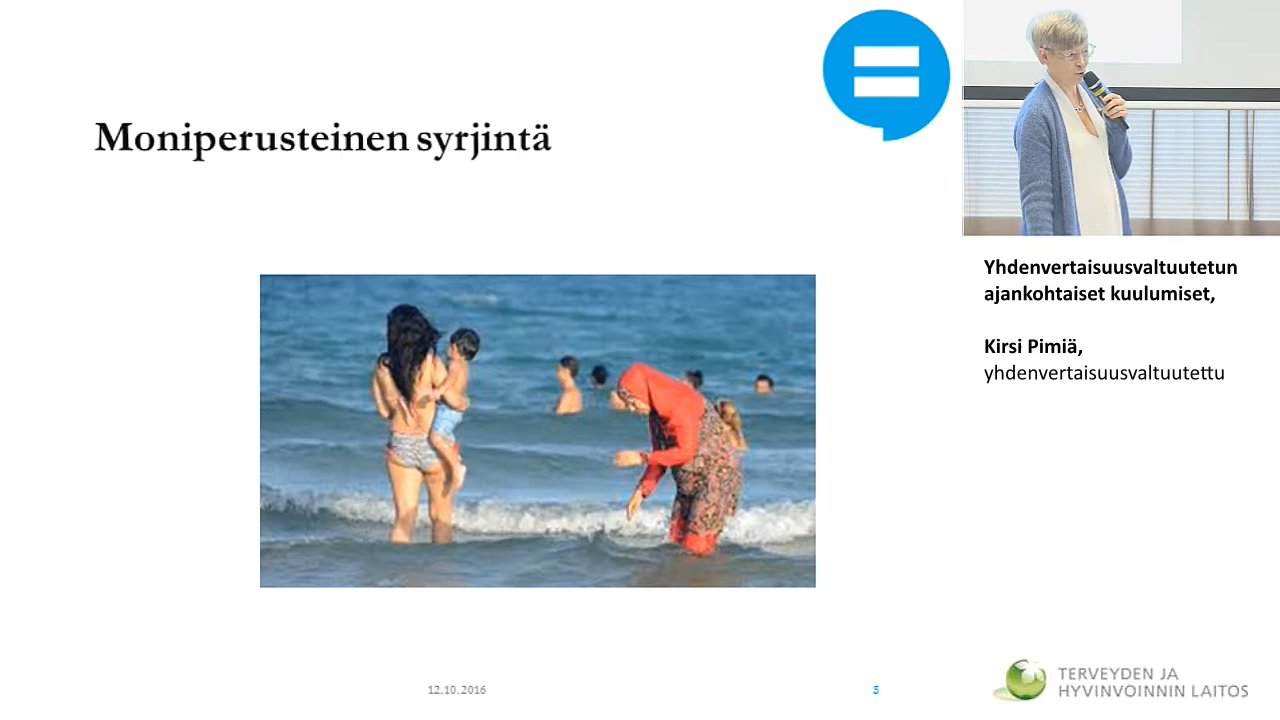 Moniperusteinen syrjintä
Yhdenvertaisuusvaltuutetun
ajankohtaiset kuulumiset,
Kirsi Pimiä,
yhdenvertaisuusvaltuutettu
12.10.2016
5
TERVEYDEN JA
HYVINVOINNIN LAITOS